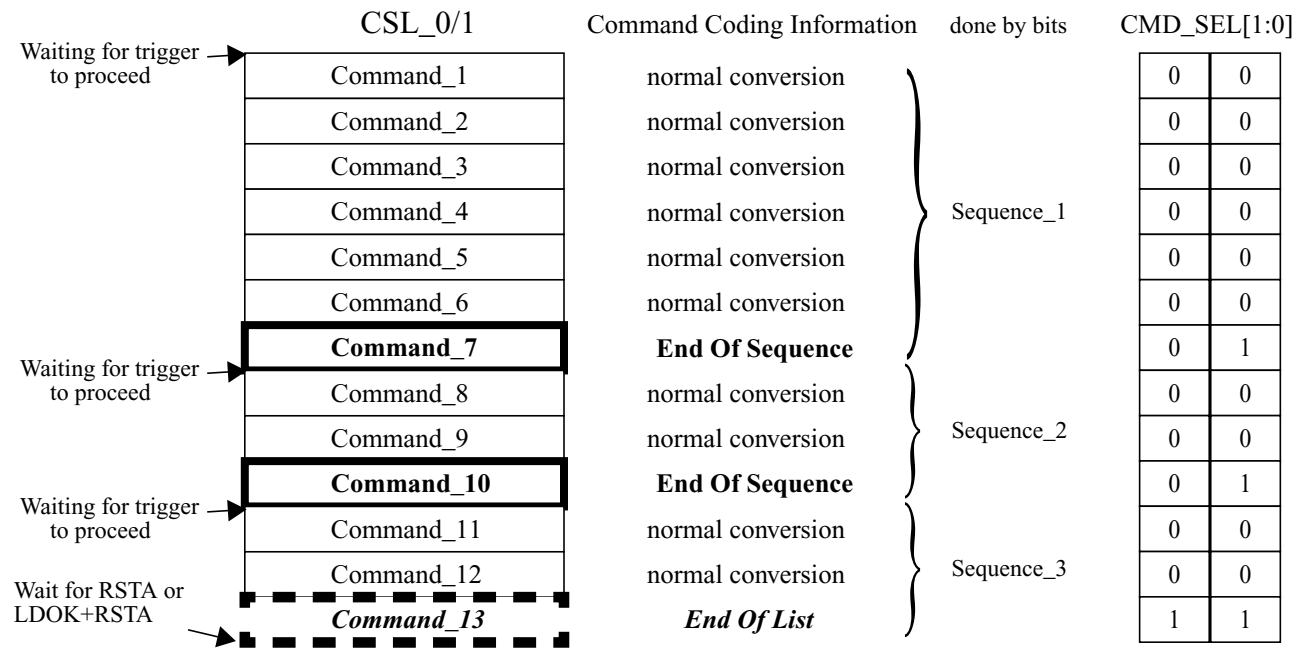 CSL_0/1 Command Coding Information done by bits CMD_SEL[1:0]
Waiting for trigger
to proceed
Command_1 normal conversion 0 0
Command_2 normal conversion 0 0
Command_3 normal conversion 0 0
Command_4 normal conversion Sequence_1 0 0
Command_5 normal conversion 0 0
Command_6 normal conversion 0 0
Command_7 End Of Sequence 0 1
Waiting for trigger
to proceed
Command_8 normal conversion 0 0
Command_9 normal conversion Sequence_2 0 0
Command_10 End Of Sequence 0 1
Waiting for trigger
to proceed
Command_11 normal conversion 0 0
Command_12 normal conversion Sequence_3 0 0
Wait for RSTA or
LDOK+RSTA
Command_13 End Of List 1 1